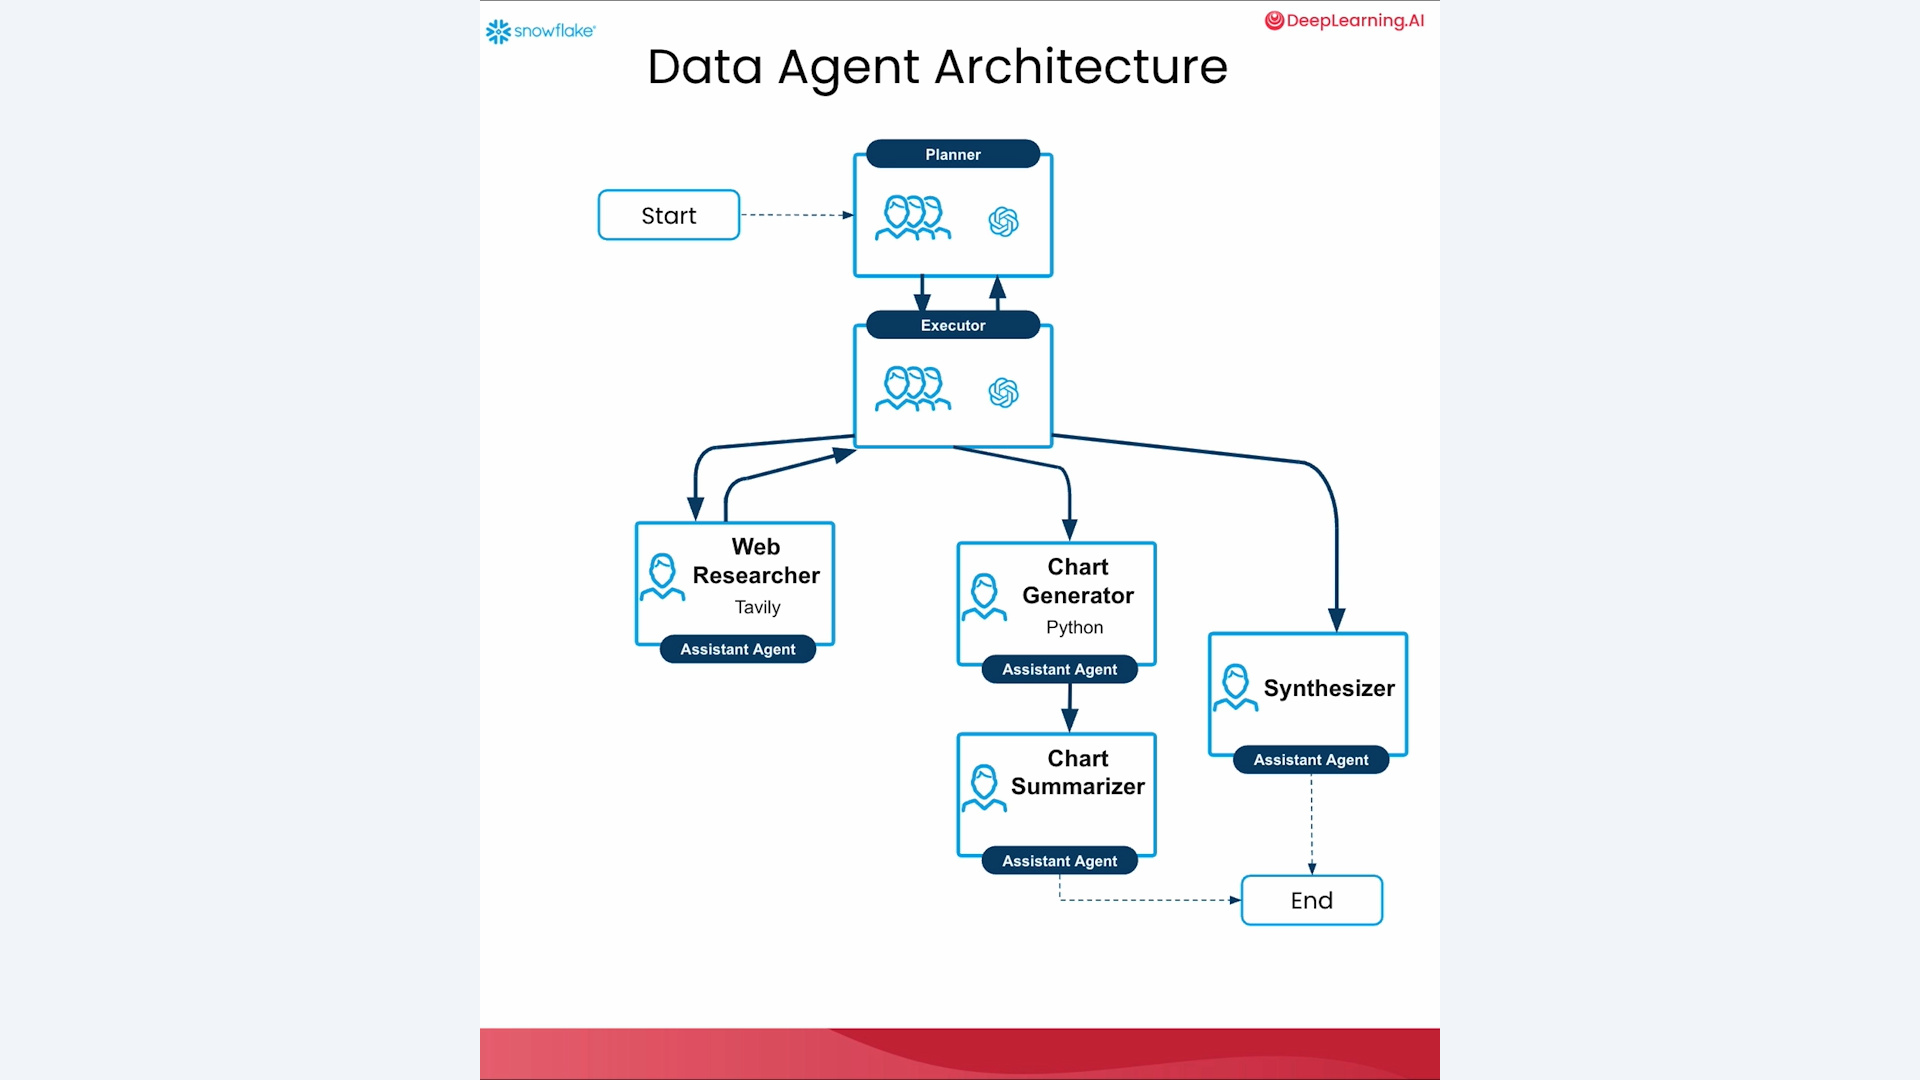 snowflake®
DeepLearning.AI
Data Agent Architecture
Planner
Start
Executor
Web
Researcher
Tavily
Assistant Agent
Chart
Generator
Python
Assistant Agent
Synthesizer
Assistant Agent
Chart
Summarizer
Assistant Agent
End